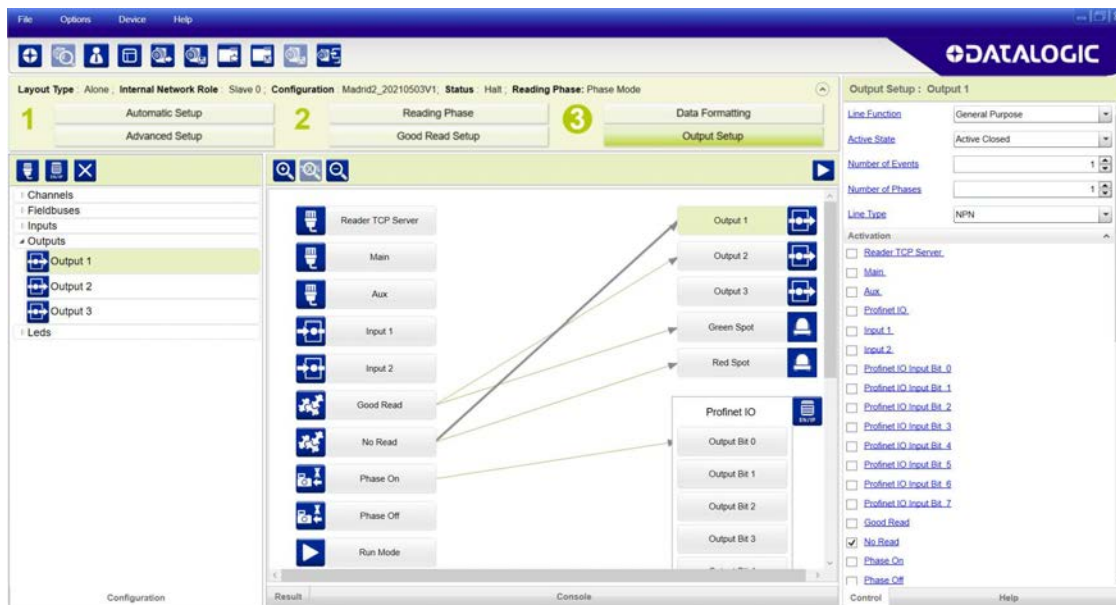 File Options Device Help
DATALOGIC
Layout Type : Alone ; Internal Network Role : Slave 0 ; Configuration : Madrid2_20210503V1; Status : Halt ; Reading Phase: Phase Mode
1
Automatic Setup
Advanced Setup
2
Reading Phase
Good Read Setup
3
Data Formatting
Output Setup
Channels
Fieldbuses
Inputs
Outputs
Output 1
Output 2
Output 3
Leds
Configuration
Reader TCP Server
Main
Aux
Input 1
Input 2
Good Read
No Read
Phase On
Phase Off
Run Mode
Output 1
Output 2
Output 3
Green Spot
Red Spot
Profinet IO
EN/IP
Output Bit 0
Output Bit 1
Output Bit 2
Output Bit 3
Result Console
Output Setup : Output 1
Line Function General Purpose
Active State Active Closed
Number of Events 1
Number of Phases 1
Line Type NPN
Activation
Reader TCP Server
Main
Aux
Profinet IO
Input 1
Input 2
Profinet IO Input Bit 0
Profinet IO Input Bit 1
Profinet IO Input Bit 2
Profinet IO Input Bit 3
Profinet IO Input Bit 4
Profinet IO Input Bit 5
Profinet IO Input Bit 6
Profinet IO Input Bit 7
Good Read
No Read
Phase On
Phase Off
Control Help